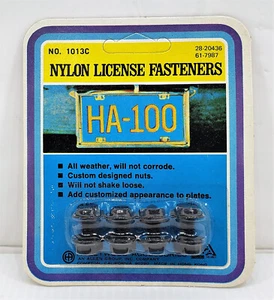 NO. 1013C
28-20436
61-7987
NYLON LICENSE FASTENERS
HA-100
All weather, will not corrode.
Custom designed nuts.
Will not shake loose.
Add customized appearance to plates.